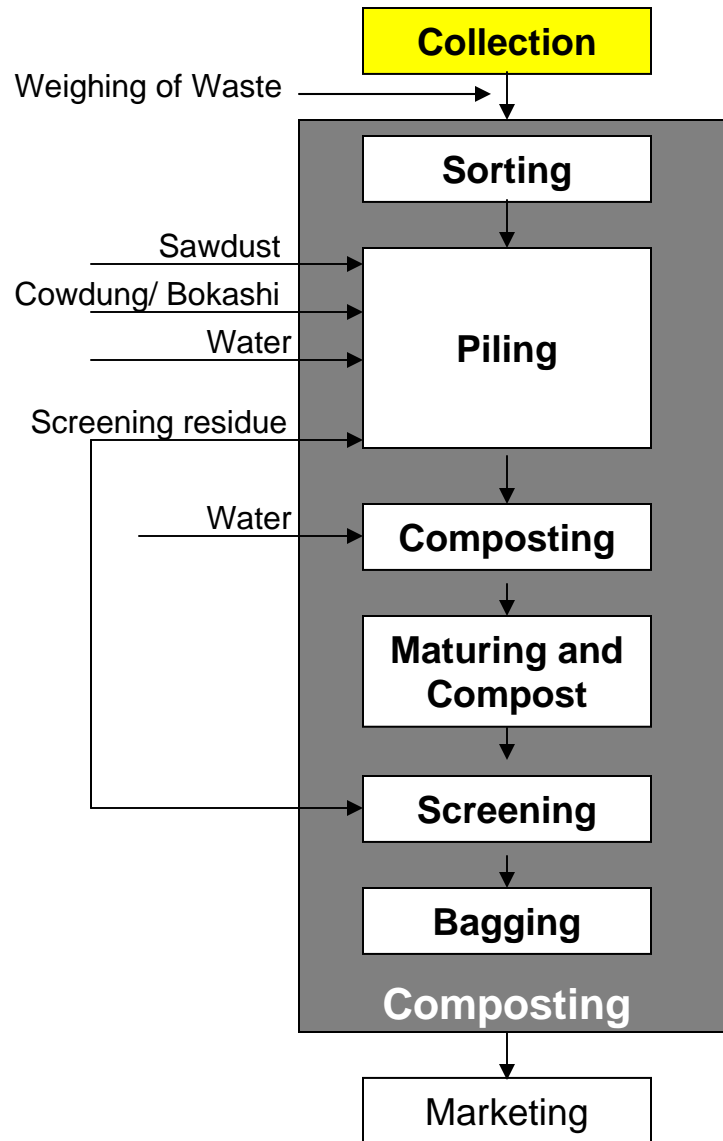 Collection
Weighing of Waste
Sorting
Sawdust
Cowdung/ Bokashi
Water
Piling
Screening residue
Water
Composting
Maturing and
Compost
Screening
Bagging
Composting
Marketing